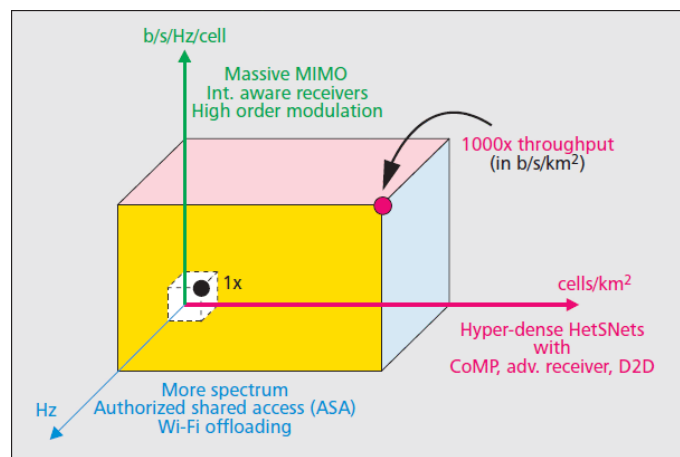 b/s/Hz/cell
Massive MIMO
Int. aware receivers
High order modulation
1000x throughput
(in b/s/km²)
1x
cells/km²
Hyper-dense HetSNets
with
CoMP, adv. receiver, D2D
More spectrum
Hz
Authorized shared access (ASA)
Wi-Fi offloading